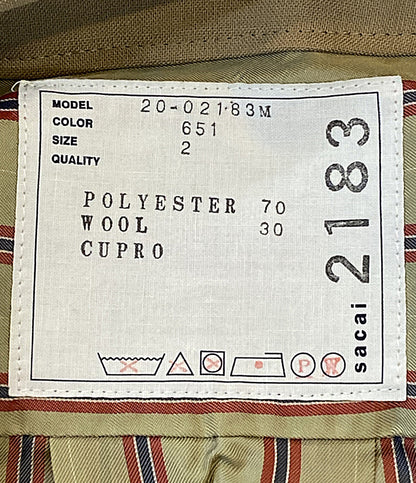 MODEL 20-02183M
COLOR 651
SIZE 2
QUALITY
POLYESTER 70
WOOL 30
CUPRO
P W
sacai 2183